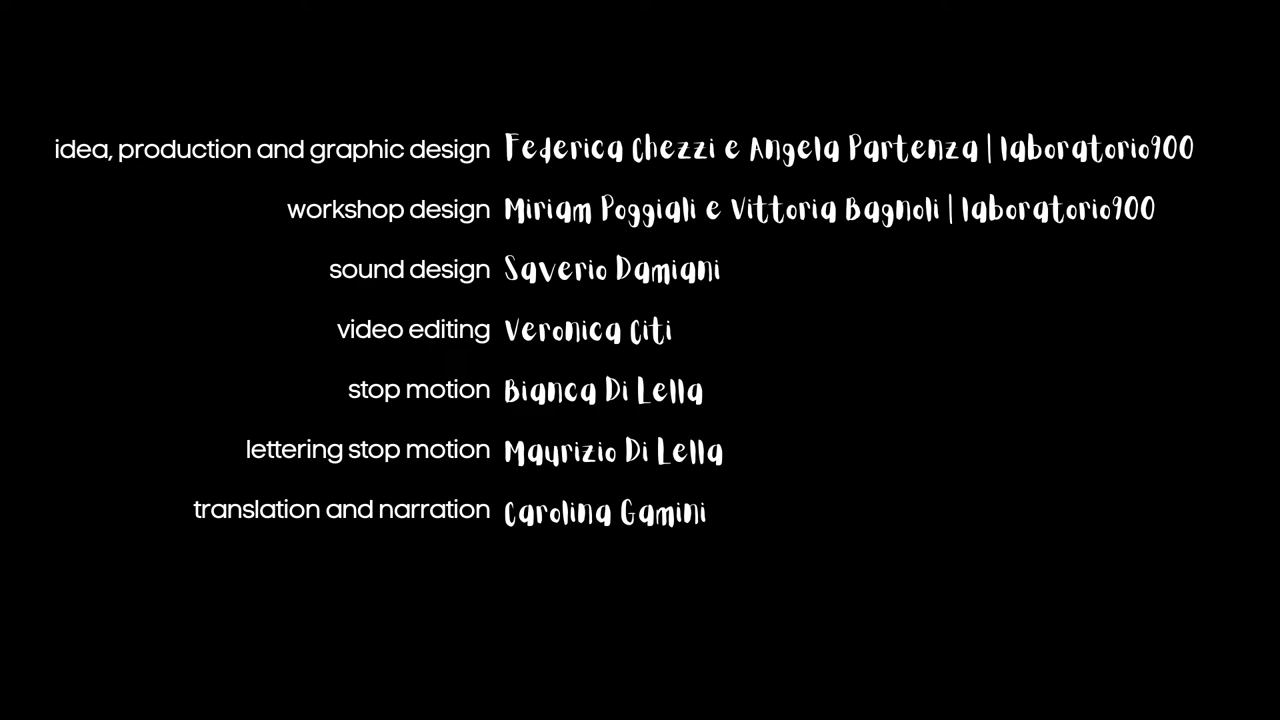 idea, production and graphic design Federica Chezzi e Angela Partenza | laboratorio900
workshop design Miriam Poggiali e Vittoria Bagnoli | laboratorio900
sound design Saverio Damiani
video editing Veronica Citi
stop motion Bianca Di Lella
lettering stop motion Maurizio Di Lella
translation and narration Carolina Gamini